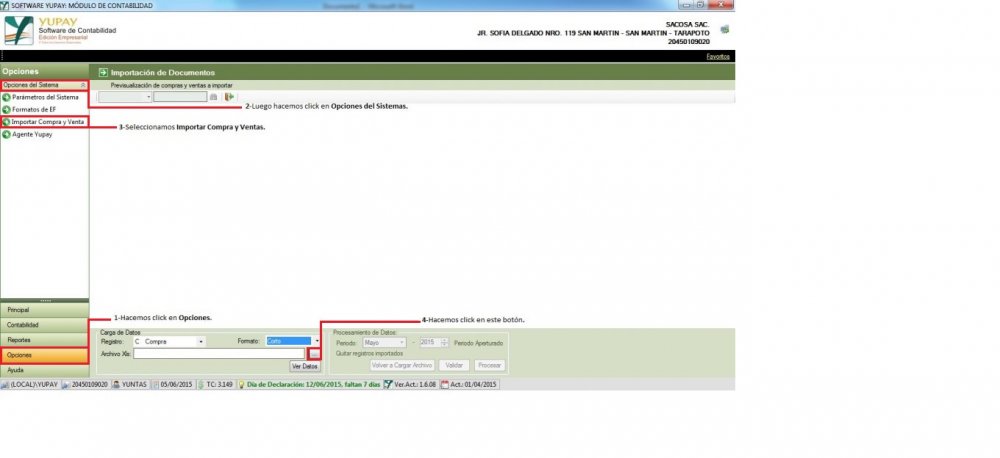 SOFTWARE YUPAY: MÓDULO DE CONTABILIDAD
YUPAY
Software de Contabilidad
Edición Empresarial
SACOSA SAC.
JR. SOFIA DELGADO NRO. 119 SAN MARTIN - SAN MARTIN - TARAPOTO
20450109020
Favoritos
Opciones
Importación de Documentos
Opciones del Sistema
Previsualización de compras y ventas a importar
Parámetros del Sistema
2-Luego hacemos click en Opciones del Sistemas.
Formatos de EF
Importar Compra y Venta
3-Seleccionamos Importar Compra y Ventas.
Agente Yupay
Principal
1-Hacemos click en Opciones.
4-Hacemos click en este botón.
Contabilidad
Reportes
Opciones
Ayuda
Carga de Datos
Registro: C Compra Formato: Corto
Archivo Xls: ...
Ver Datos
Procesamiento de Datos:
Periodo: Mayo - 2015 Periodo Aperturado
Quitar registros importados
Volver a Cargar Archivo Validar Procesar
(LOCAL)\YUPAY 20450109020 YUNTAS 05/06/2015 TC: 3.149 Día de Declaración: 12/06/2015, faltan 7 días Ver.Act.: 1.6.08 Act.: 01/04/2015